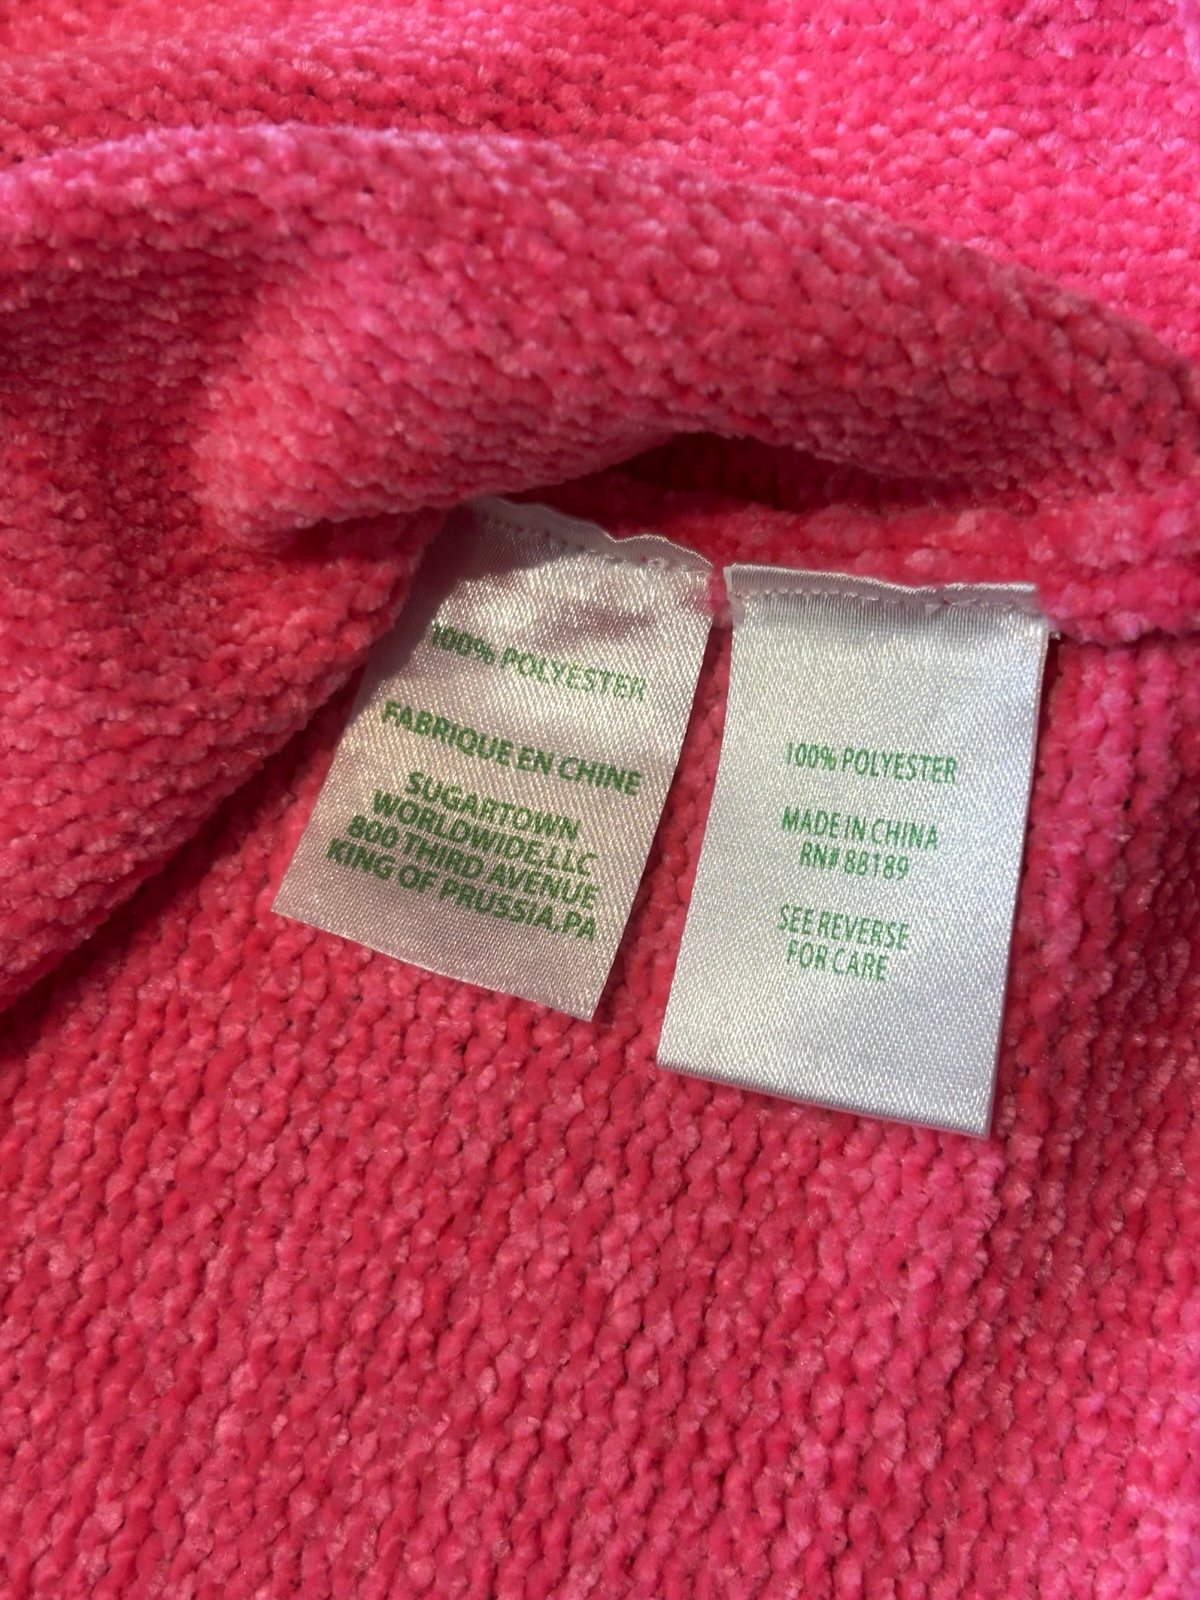 100% POLYESTER
FABRIQUE EN CHINE
SUGARTOWN
WORLDWIDE,LLC
800 THIRD AVENUE
KING OF PRUSSIA,PA
100% POLYESTER
MADE IN CHINA
RN# 88189
SEE REVERSE
FOR CARE